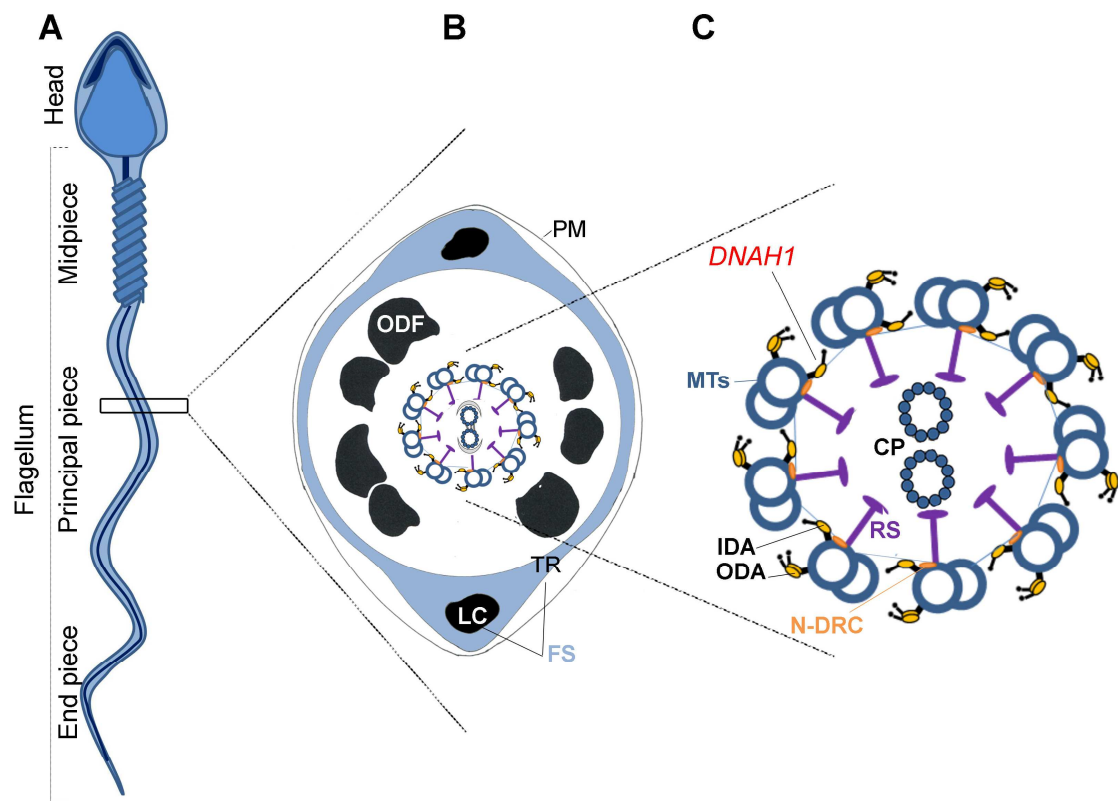 A
Head
Midpiece
Principal piece
End piece
Flagellum
B
PM
ODF
TR
LC
FS
C
DNAH1
MTs
CP
RS
IDA
ODA
N-DRC